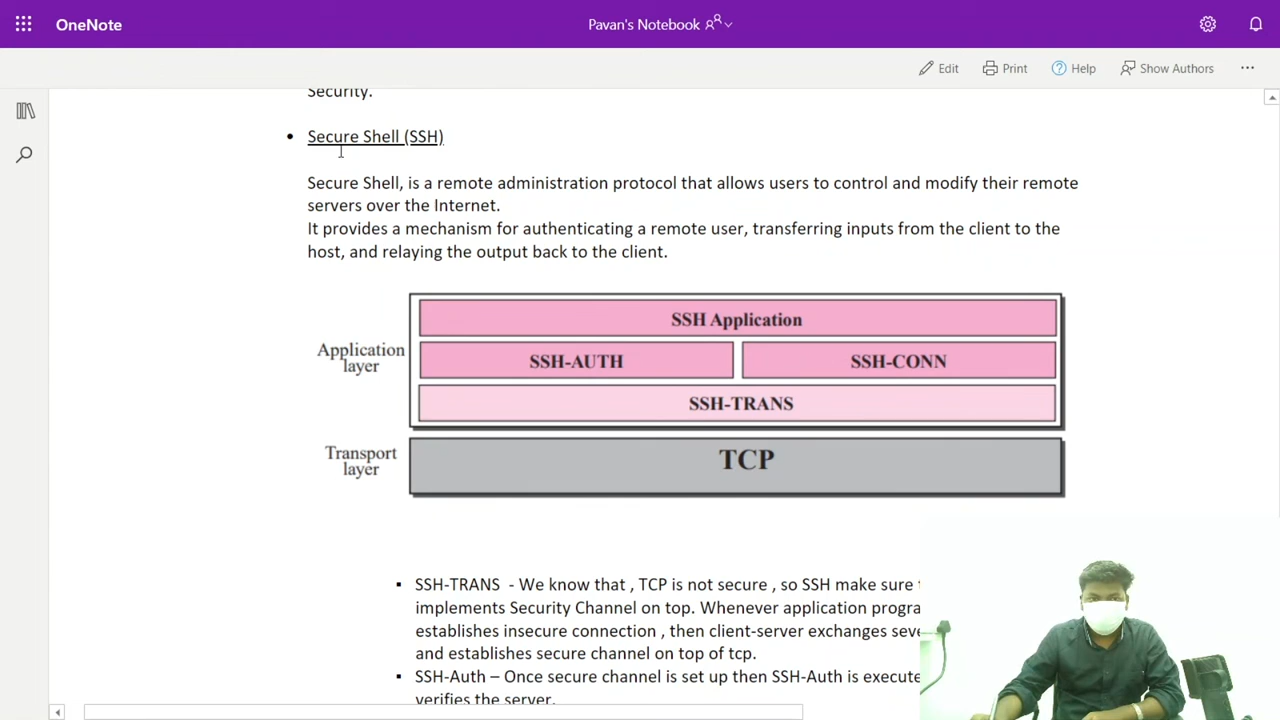 OneNote
Pavan's Notebook
Edit
Print
Help
Show Authors
Security.
• Secure Shell (SSH)
Secure Shell, is a remote administration protocol that allows users to control and modify their remote
servers over the Internet.
It provides a mechanism for authenticating a remote user, transferring inputs from the client to the
host, and relaying the output back to the client.
SSH Application
Application
layer
SSH-AUTH
SSH-CONN
SSH-TRANS
Transport
layer
TCP
▪ SSH-TRANS - We know that , TCP is not secure , so SSH make sure
implements Security Channel on top. Whenever application
establishes insecure connection , then client-server exchanges
and establishes secure channel on top of tcp.
▪ SSH-Auth – Once secure channel is set up then SSH-Auth is
verifies the server.